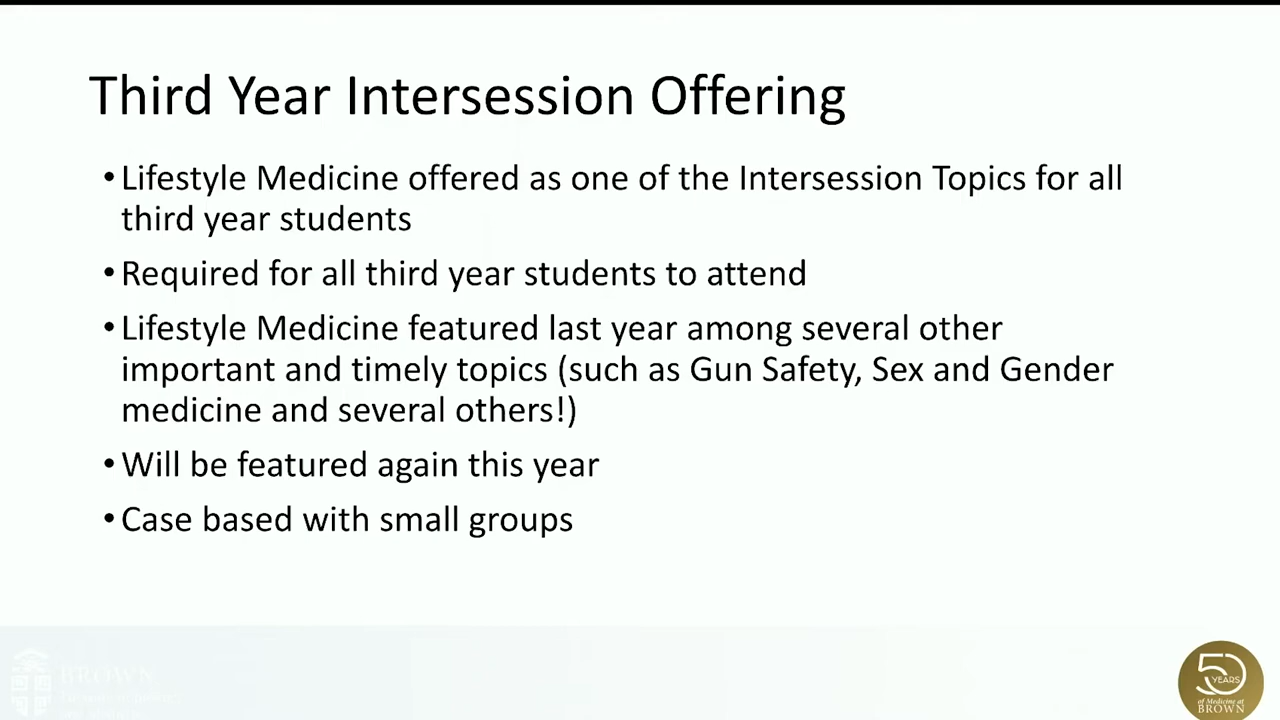 Third Year Intersession Offering
• Lifestyle Medicine offered as one of the Intersession Topics for all
third year students
• Required for all third year students to attend
• Lifestyle Medicine featured last year among several other
important and timely topics (such as Gun Safety, Sex and Gender
medicine and several others!)
• Will be featured again this year
• Case based with small groups
BROWN
50
YEARS
of Medicine at
BROWN